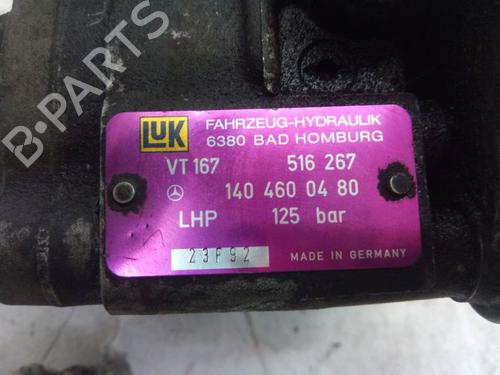 LUK
FAHRZEUG-HYDRAULIK
6380 BAD HOMBURG
VT 167 516 267
140 460 04 80
LHP 125 bar
23F92 MADE IN GERMANY